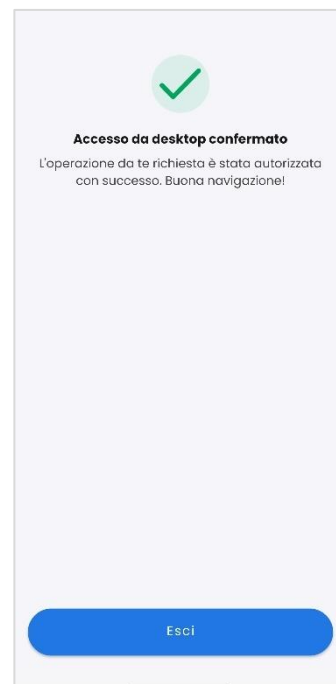 Accesso da desktop confermato
L'operazione da te richiesta è stata autorizzata
con successo. Buona navigazione!
Esci